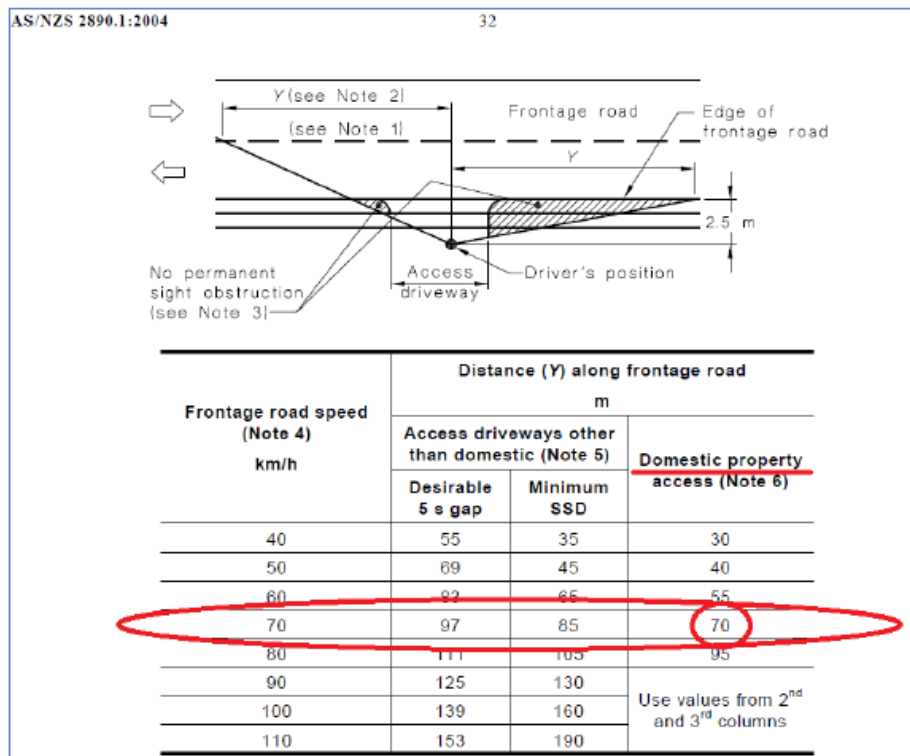 AS/NZS 2890.1:2004 32
Y (see Note 2)
(see Note 1)
Frontage road
Edge of
frontage road
Y
2.5 m
No permanent
sight obstruction
(see Note 3)
Access
driveway
Driver's position
Frontage road speed
(Note 4)
km/h
Distance (Y) along frontage road
m
Access driveways other
than domestic (Note 5)
Domestic property
access (Note 6)
Desirable
5 s gap
Minimum
SSD
40 55 35 30
50 69 45 40
60 83 65 55
70 97 85 70
80 111 105 95
90 125 130
100 139 160
110 153 190
Use values from 2nd
and 3rd columns